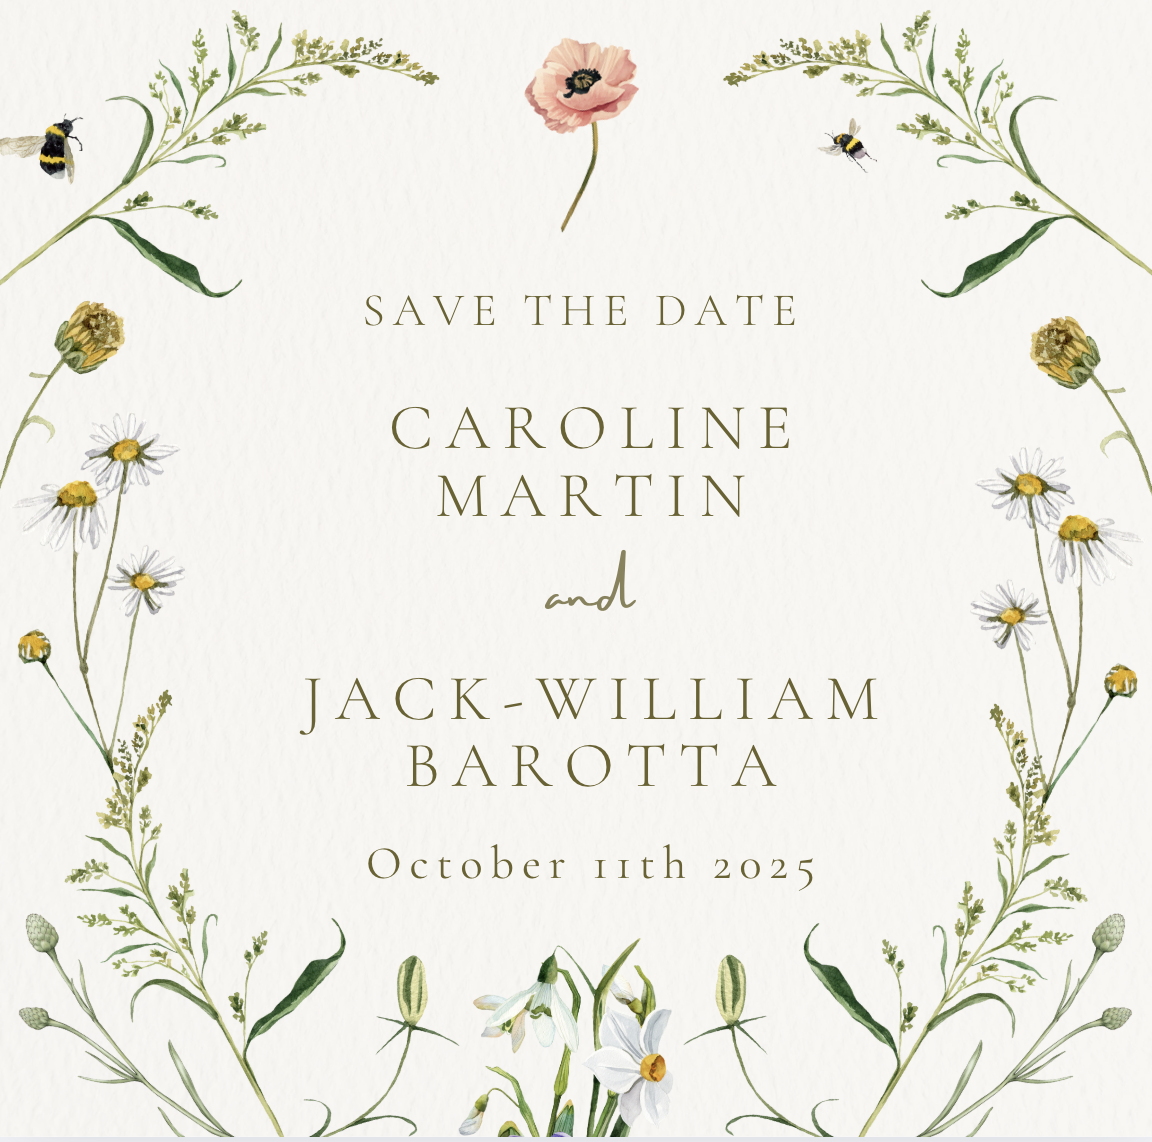 SAVE THE DATE
CAROLINE
MARTIN
and
JACK-WILLIAM
BAROTTA
October 11th 2025